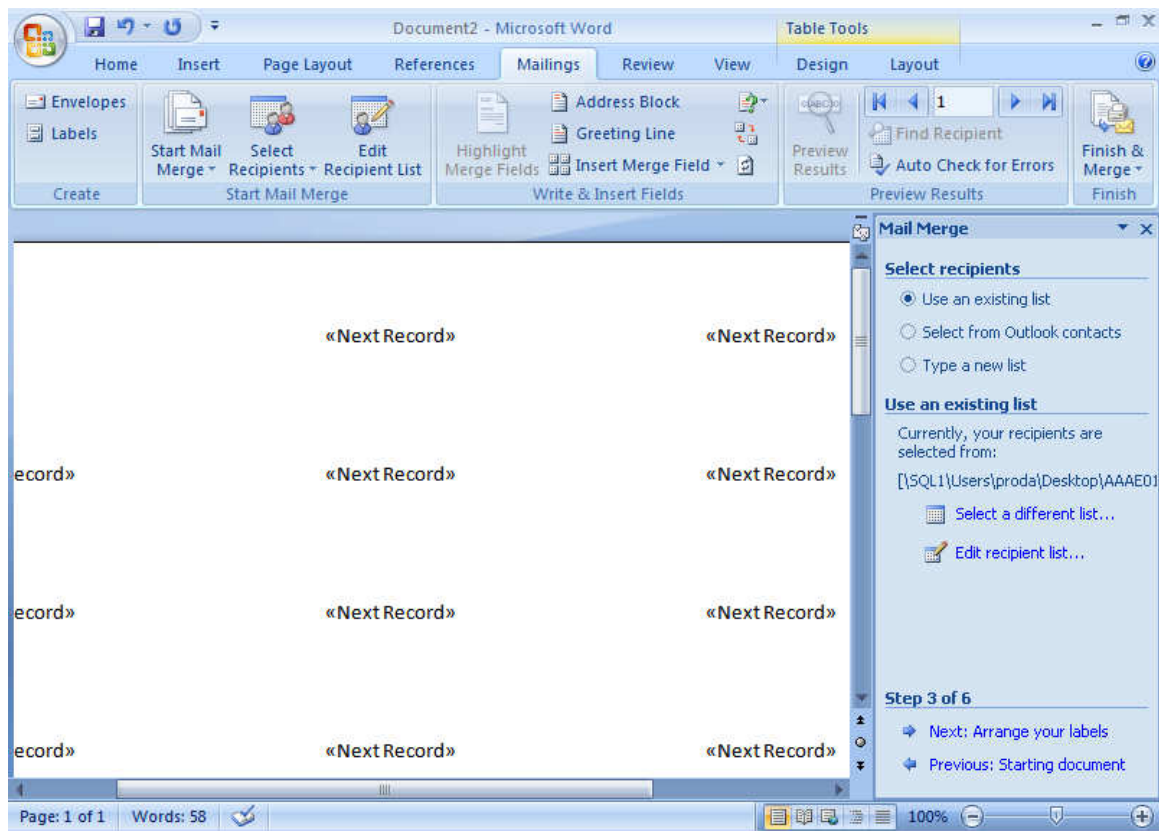 Document2 - Microsoft Word
Table Tools
Home Insert Page Layout References Mailings Review View Design Layout
Envelopes
Labels
Create
Start Mail
Merge
Select
Recipients
Edit
Recipient List
Start Mail Merge
Highlight
Merge Fields
Address Block
Greeting Line
Insert Merge Field
Write & Insert Fields
Preview
Results
1
Find Recipient
Auto Check for Errors
Preview Results
Finish &
Merge
Finish
«Next Record» «Next Record»
ecord» «Next Record» «Next Record»
ecord» «Next Record» «Next Record»
ecord» «Next Record» «Next Record»
Mail Merge
Select recipients
Use an existing list
Select from Outlook contacts
Type a new list
Use an existing list
Currently, your recipients are
selected from:
[\SQL1\Users\proda\Desktop\AAAE01
Select a different list...
Edit recipient list...
Step 3 of 6
Next: Arrange your labels
Previous: Starting document
Page: 1 of 1 Words: 58 100%